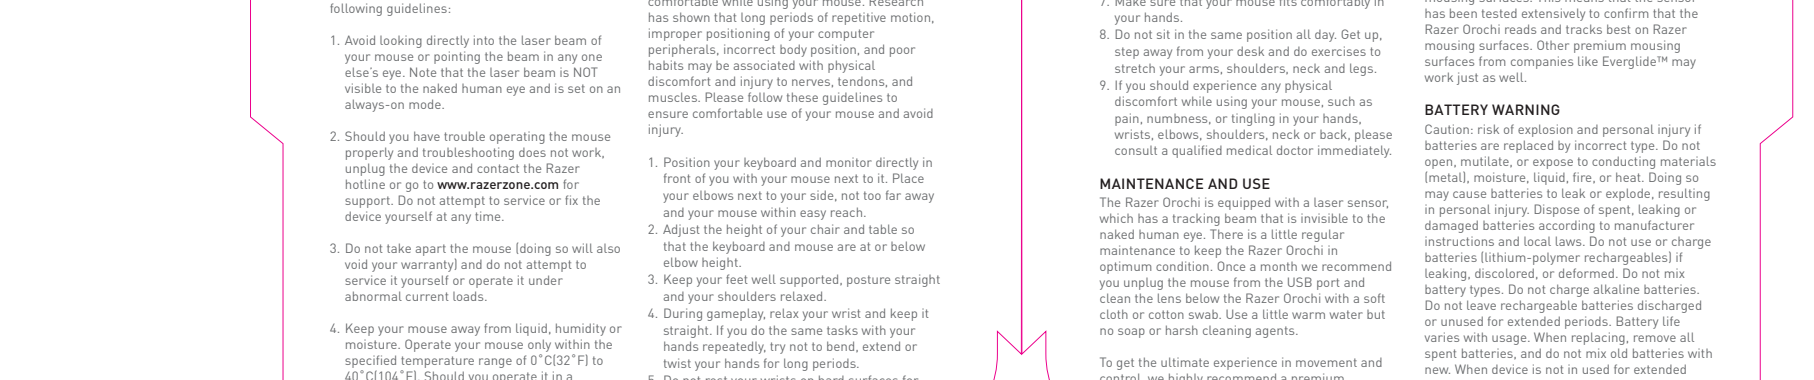 following guidelines:
1. Avoid looking directly into the laser beam of
your mouse or pointing the beam in any one
else's eye. Note that the laser beam is NOT
visible to the naked human eye and is set on an
always-on mode.
2. Should you have trouble operating the mouse
properly and troubleshooting does not work,
unplug the device and contact the Razer
hotline or go to www.razerzone.com for
support. Do not attempt to service or fix the
device yourself at any time.
3. Do not take apart the mouse (doing so will also
void your warranty) and do not attempt to
service it yourself or operate it under
abnormal current loads.
4. Keep your mouse away from liquid, humidity or
moisture. Operate your mouse only within the
specified temperature range of 0˚C(32˚F) to
40˚C(104˚F). Should you operate it in a
comfortable while using your mouse. Research
has shown that long periods of repetitive motion,
improper positioning of your computer
peripherals, incorrect body position, and poor
habits may be associated with physical
discomfort and injury to nerves, tendons, and
muscles. Please follow these guidelines to
ensure comfortable use of your mouse and avoid
injury.
1. Position your keyboard and monitor directly in
front of you with your mouse next to it. Place
your elbows next to your side, not too far away
and your mouse within easy reach.
2. Adjust the height of your chair and table so
that the keyboard and mouse are at or below
elbow height.
3. Keep your feet well supported, posture straight
and your shoulders relaxed.
4. During gameplay, relax your wrist and keep it
straight. If you do the same tasks with your
hands repeatedly, try not to bend, extend or
twist your hands for long periods.
5. Do not rest your wrists on hard surfaces for
7. Make sure that your mouse fits comfortably in
your hands.
8. Do not sit in the same position all day. Get up,
step away from your desk and do exercises to
stretch your arms, shoulders, neck and legs.
9. If you should experience any physical
discomfort while using your mouse, such as
pain, numbness, or tingling in your hands,
wrists, elbows, shoulders, neck or back, please
consult a qualified medical doctor immediately.
MAINTENANCE AND USE
The Razer Orochi is equipped with a laser sensor,
which has a tracking beam that is invisible to the
naked human eye. There is a little regular
maintenance to keep the Razer Orochi in
optimum condition. Once a month we recommend
you unplug the mouse from the USB port and
clean the lens below the Razer Orochi with a soft
cloth or cotton swab. Use a little warm water but
no soap or harsh cleaning agents.
To get the ultimate experience in movement and
control, we highly recommend a premium
mousing surfaces. This means that the sensor
has been tested extensively to confirm that the
Razer Orochi reads and tracks best on Razer
mousing surfaces. Other premium mousing
surfaces from companies like Everglide™ may
work just as well.
BATTERY WARNING
Caution: risk of explosion and personal injury if
batteries are replaced by incorrect type. Do not
open, mutilate, or expose to conducting materials
(metal), moisture, liquid, fire, or heat. Doing so
may cause batteries to leak or explode, resulting
in personal injury. Dispose of spent, leaking or
damaged batteries according to manufacturer
instructions and local laws. Do not use or charge
batteries (lithium-polymer rechargeables) if
leaking, discolored, or deformed. Do not mix
battery types. Do not charge alkaline batteries.
Do not leave rechargeable batteries discharged
or unused for extended periods. Battery life
varies with usage. When replacing, remove all
spent batteries, and do not mix old batteries with
new. When device is not in used for extended